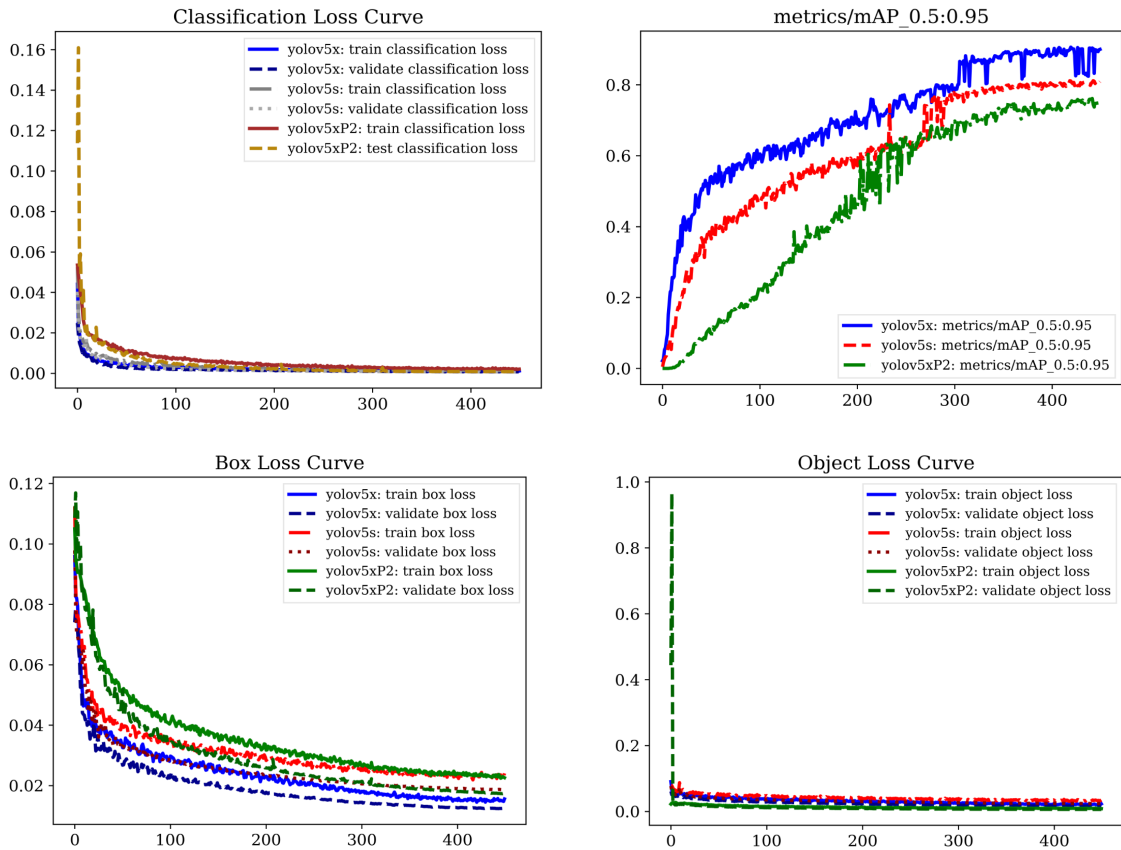 Classification Loss Curve
0.16
0.14
0.12
0.10
0.08
0.06
0.04
0.02
0.00
0
100
200
300
400
yolov5x: train classification loss
yolov5x: validate classification loss
yolov5s: train classification loss
yolov5s: validate classification loss
yolov5xP2: train classification loss
yolov5xP2: test classification loss
metrics/mAP_0.5:0.95
0.8
0.6
0.4
0.2
0.0
0
100
200
300
400
yolov5x: metrics/mAP_0.5:0.95
yolov5s: metrics/mAP_0.5:0.95
yolov5xP2: metrics/mAP_0.5:0.95
Box Loss Curve
0.12
0.10
0.08
0.06
0.04
0.02
0
100
200
300
400
yolov5x: train box loss
yolov5x: validate box loss
yolov5s: train box loss
yolov5s: validate box loss
yolov5xP2: train box loss
yolov5xP2: validate box loss
Object Loss Curve
1.0
0.8
0.6
0.4
0.2
0.0
0
100
200
300
400
yolov5x: train object loss
yolov5x: validate object loss
yolov5s: train object loss
yolov5s: validate object loss
yolov5xP2: train object loss
yolov5xP2: validate object loss